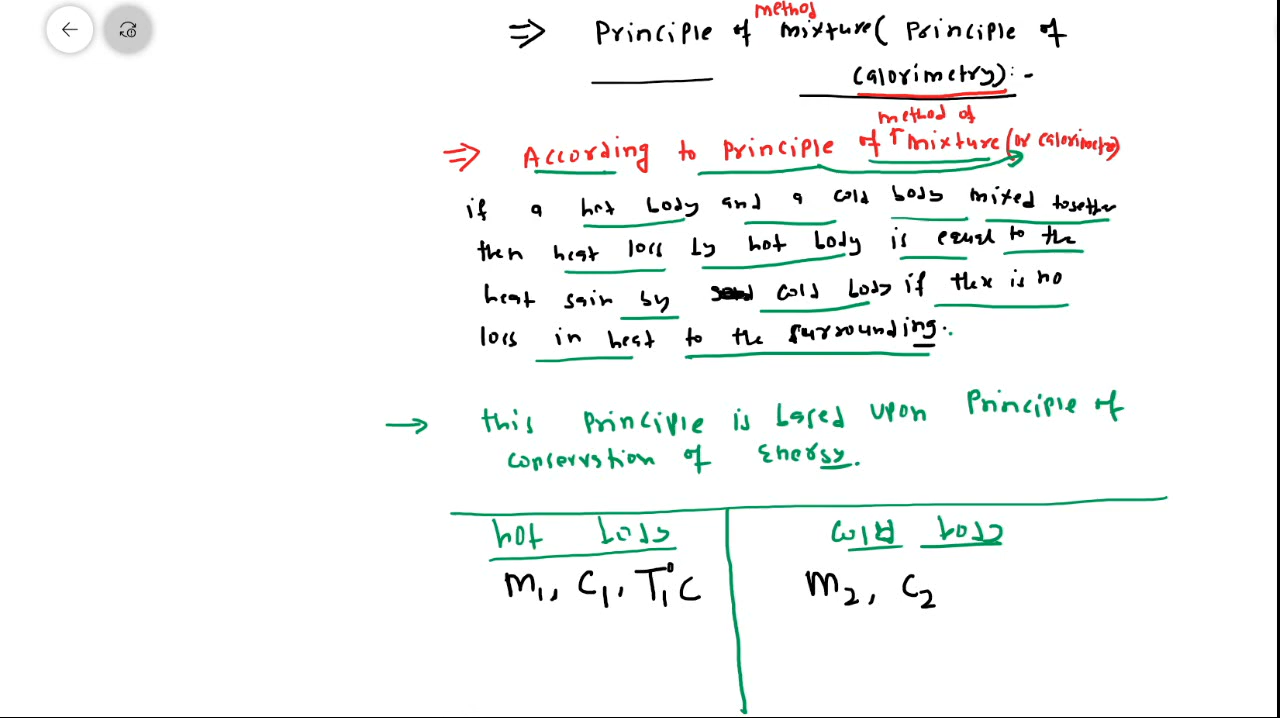 method
⇒ Principle of mixture( Principle of
Calorimetry): -
method of
⇒ According to Principle of ↑ mixture (or calorimetry)
if a hot body and a cold body mixed together
then heat loss by hot body is equal to the
heat gain by cold body if there is no
loss in heat to the surrounding.
→ this Principle is based upon Principle of
conservation of Energy.
hot body cold body
m₁, C₁, T₁°C m₂, C₂